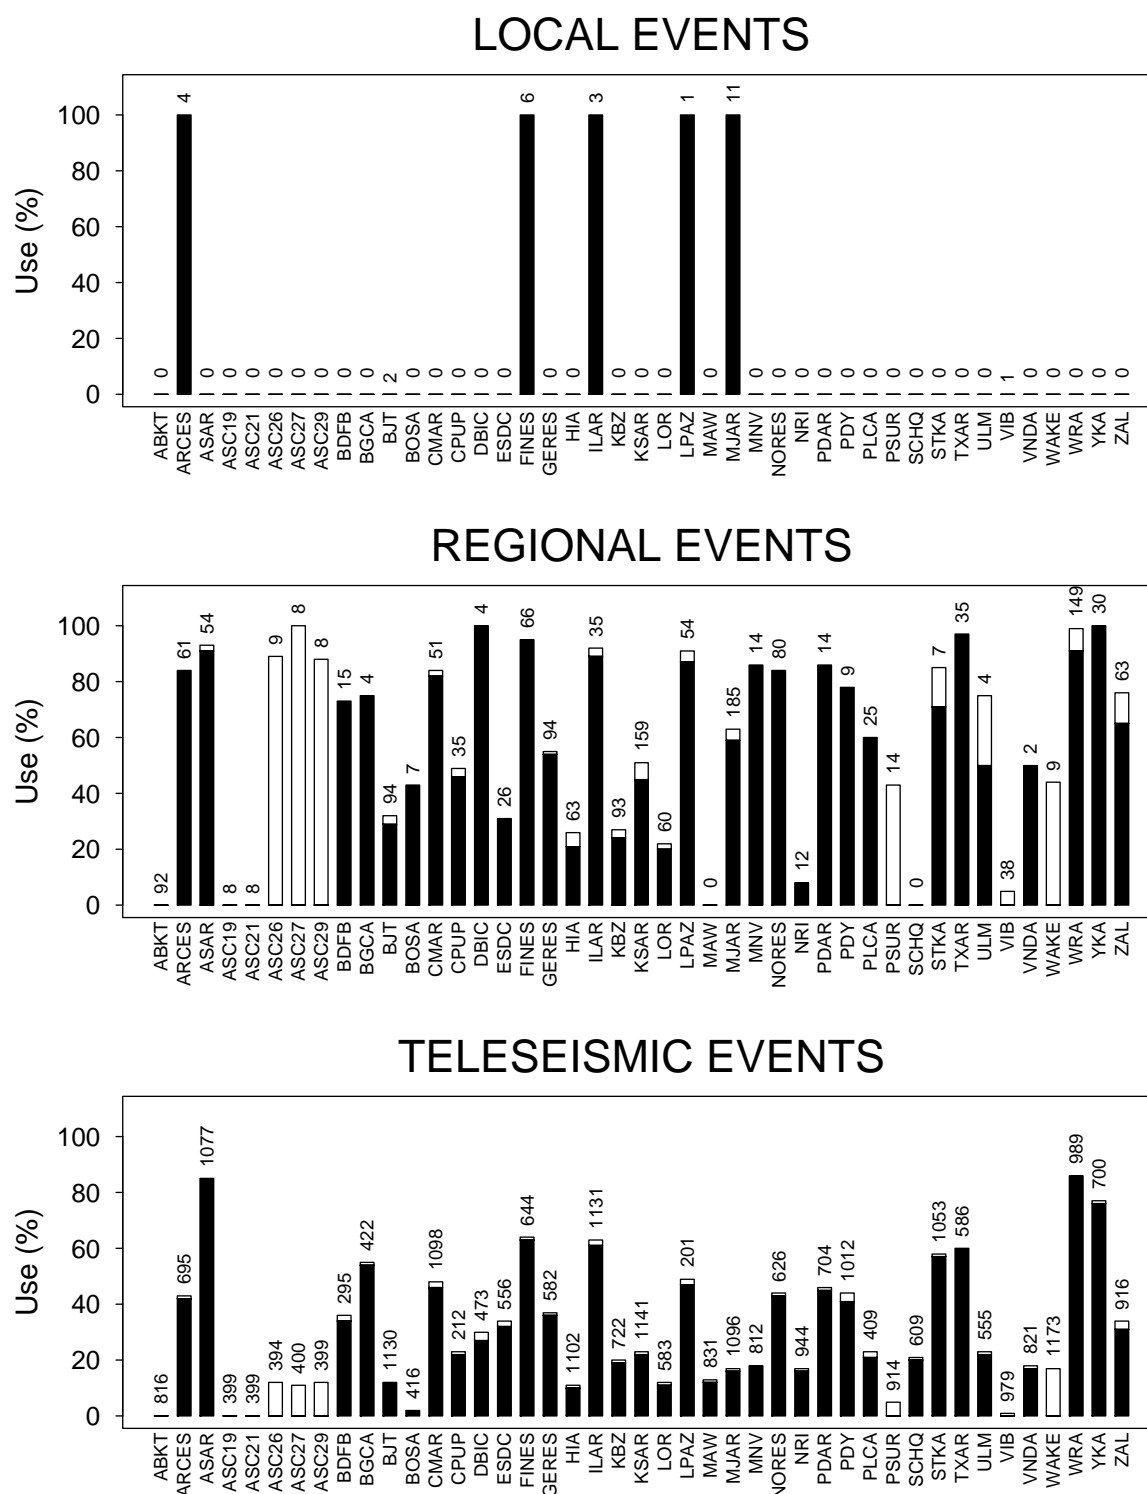 LOCAL EVENTS
Use (%)
100
80
60
40
20
0
0 4 0 0 0 0 0 0 0 0 2 0 0 0 0 0 6 0 0 3 0 0 0 1 0 11 0 0 0 0 0 0 0 0 0 0 0 1 0 0 0 0 0
ABKT ARCES ASAR ASC19 ASC21 ASC26 ASC27 ASC29 BDFB BGCA BJT BOSA CMAR CPUP DBIC ESDC FINES GERES HIA ILAR KBZ KSAR LOR LPAZ MAW MJAR MNV NORES NRI PDAR PDY PLCA PSUR SCHQ STKA TXAR ULM VIB VNDA WAKE WRA YKA ZAL
REGIONAL EVENTS
Use (%)
100
80
60
40
20
0
92 61 54 8 8 9 8 8 15 4 94 7 51 35 4 26 66 94 63 35 93 159 60 54 0 185 14 80 12 14 9 25 14 0 7 35 4 38 2 9 149 30 63
ABKT ARCES ASAR ASC19 ASC21 ASC26 ASC27 ASC29 BDFB BGCA BJT BOSA CMAR CPUP DBIC ESDC FINES GERES HIA ILAR KBZ KSAR LOR LPAZ MAW MJAR MNV NORES NRI PDAR PDY PLCA PSUR SCHQ STKA TXAR ULM VIB VNDA WAKE WRA YKA ZAL
TELESEISMIC EVENTS
Use (%)
100
80
60
40
20
0
816 695 1077 399 399 394 400 399 295 422 1130 416 1098 212 473 556 644 582 1102 1131 722 1141 583 201 831 1096 812 626 944 704 1012 409 914 609 1053 586 555 979 821 1173 989 700 916
ABKT ARCES ASAR ASC19 ASC21 ASC26 ASC27 ASC29 BDFB BGCA BJT BOSA CMAR CPUP DBIC ESDC FINES GERES HIA ILAR KBZ KSAR LOR LPAZ MAW MJAR MNV NORES NRI PDAR PDY PLCA PSUR SCHQ STKA TXAR ULM VIB VNDA WAKE WRA YKA ZAL